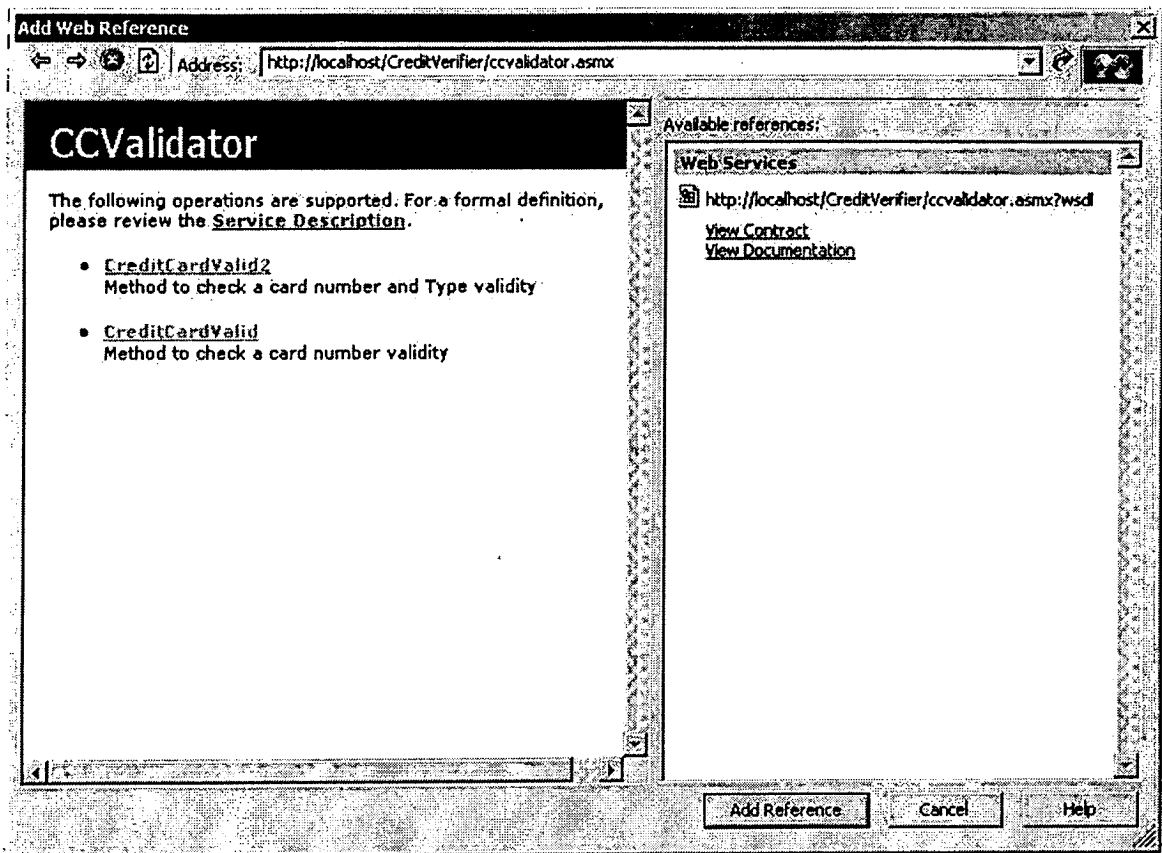 Add Web Reference
Address: http://localhost/CreditVerifier/ccvalidator.asmx
CCValidator
The following operations are supported. For a formal definition,
please review the Service Description.
• CreditCardValid2
Method to check a card number and Type validity
• CreditCardValid
Method to check a card number validity
Available references:
Web Services
http://localhost/CreditVerifier/ccvalidator.asmx?wsdl
View Contract
View Documentation
Add Reference
Cancel
Help